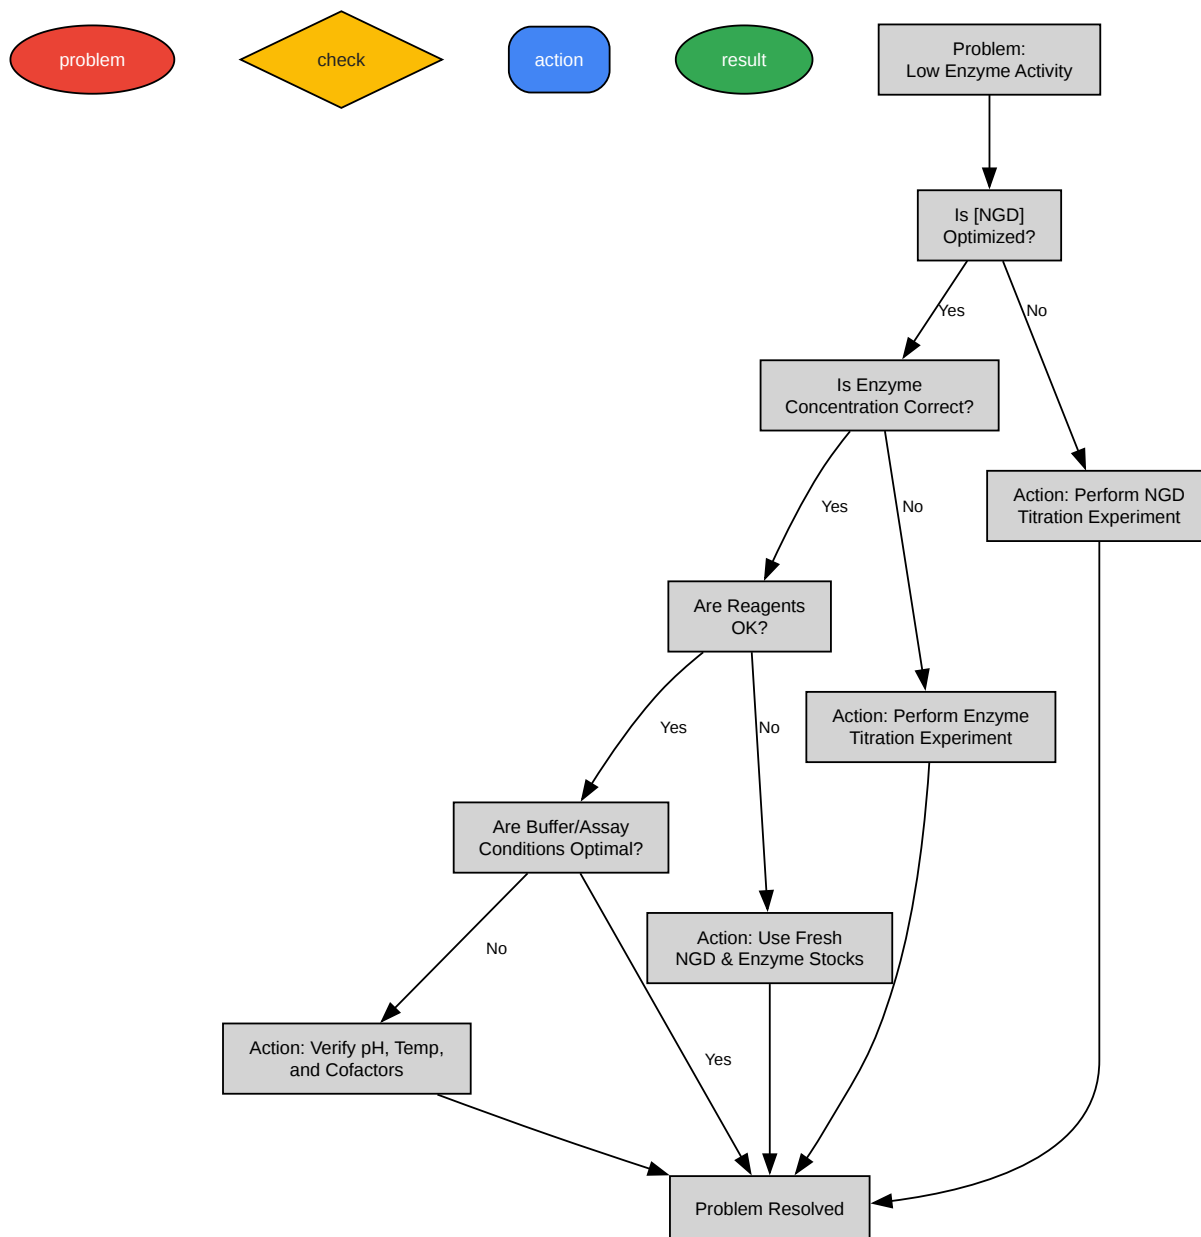 problem
check
action
result
Problem:
Low Enzyme Activity
Is [NGD]
Optimized?
Yes
No
Is Enzyme
Concentration Correct?
Action: Perform NGD
Titration Experiment
Yes
No
Are Reagents
OK?
Action: Perform Enzyme
Titration Experiment
Yes
No
Are Buffer/Assay
Conditions Optimal?
Action: Use Fresh
NGD & Enzyme Stocks
No
Action: Verify pH, Temp,
and Cofactors
Yes
Problem Resolved